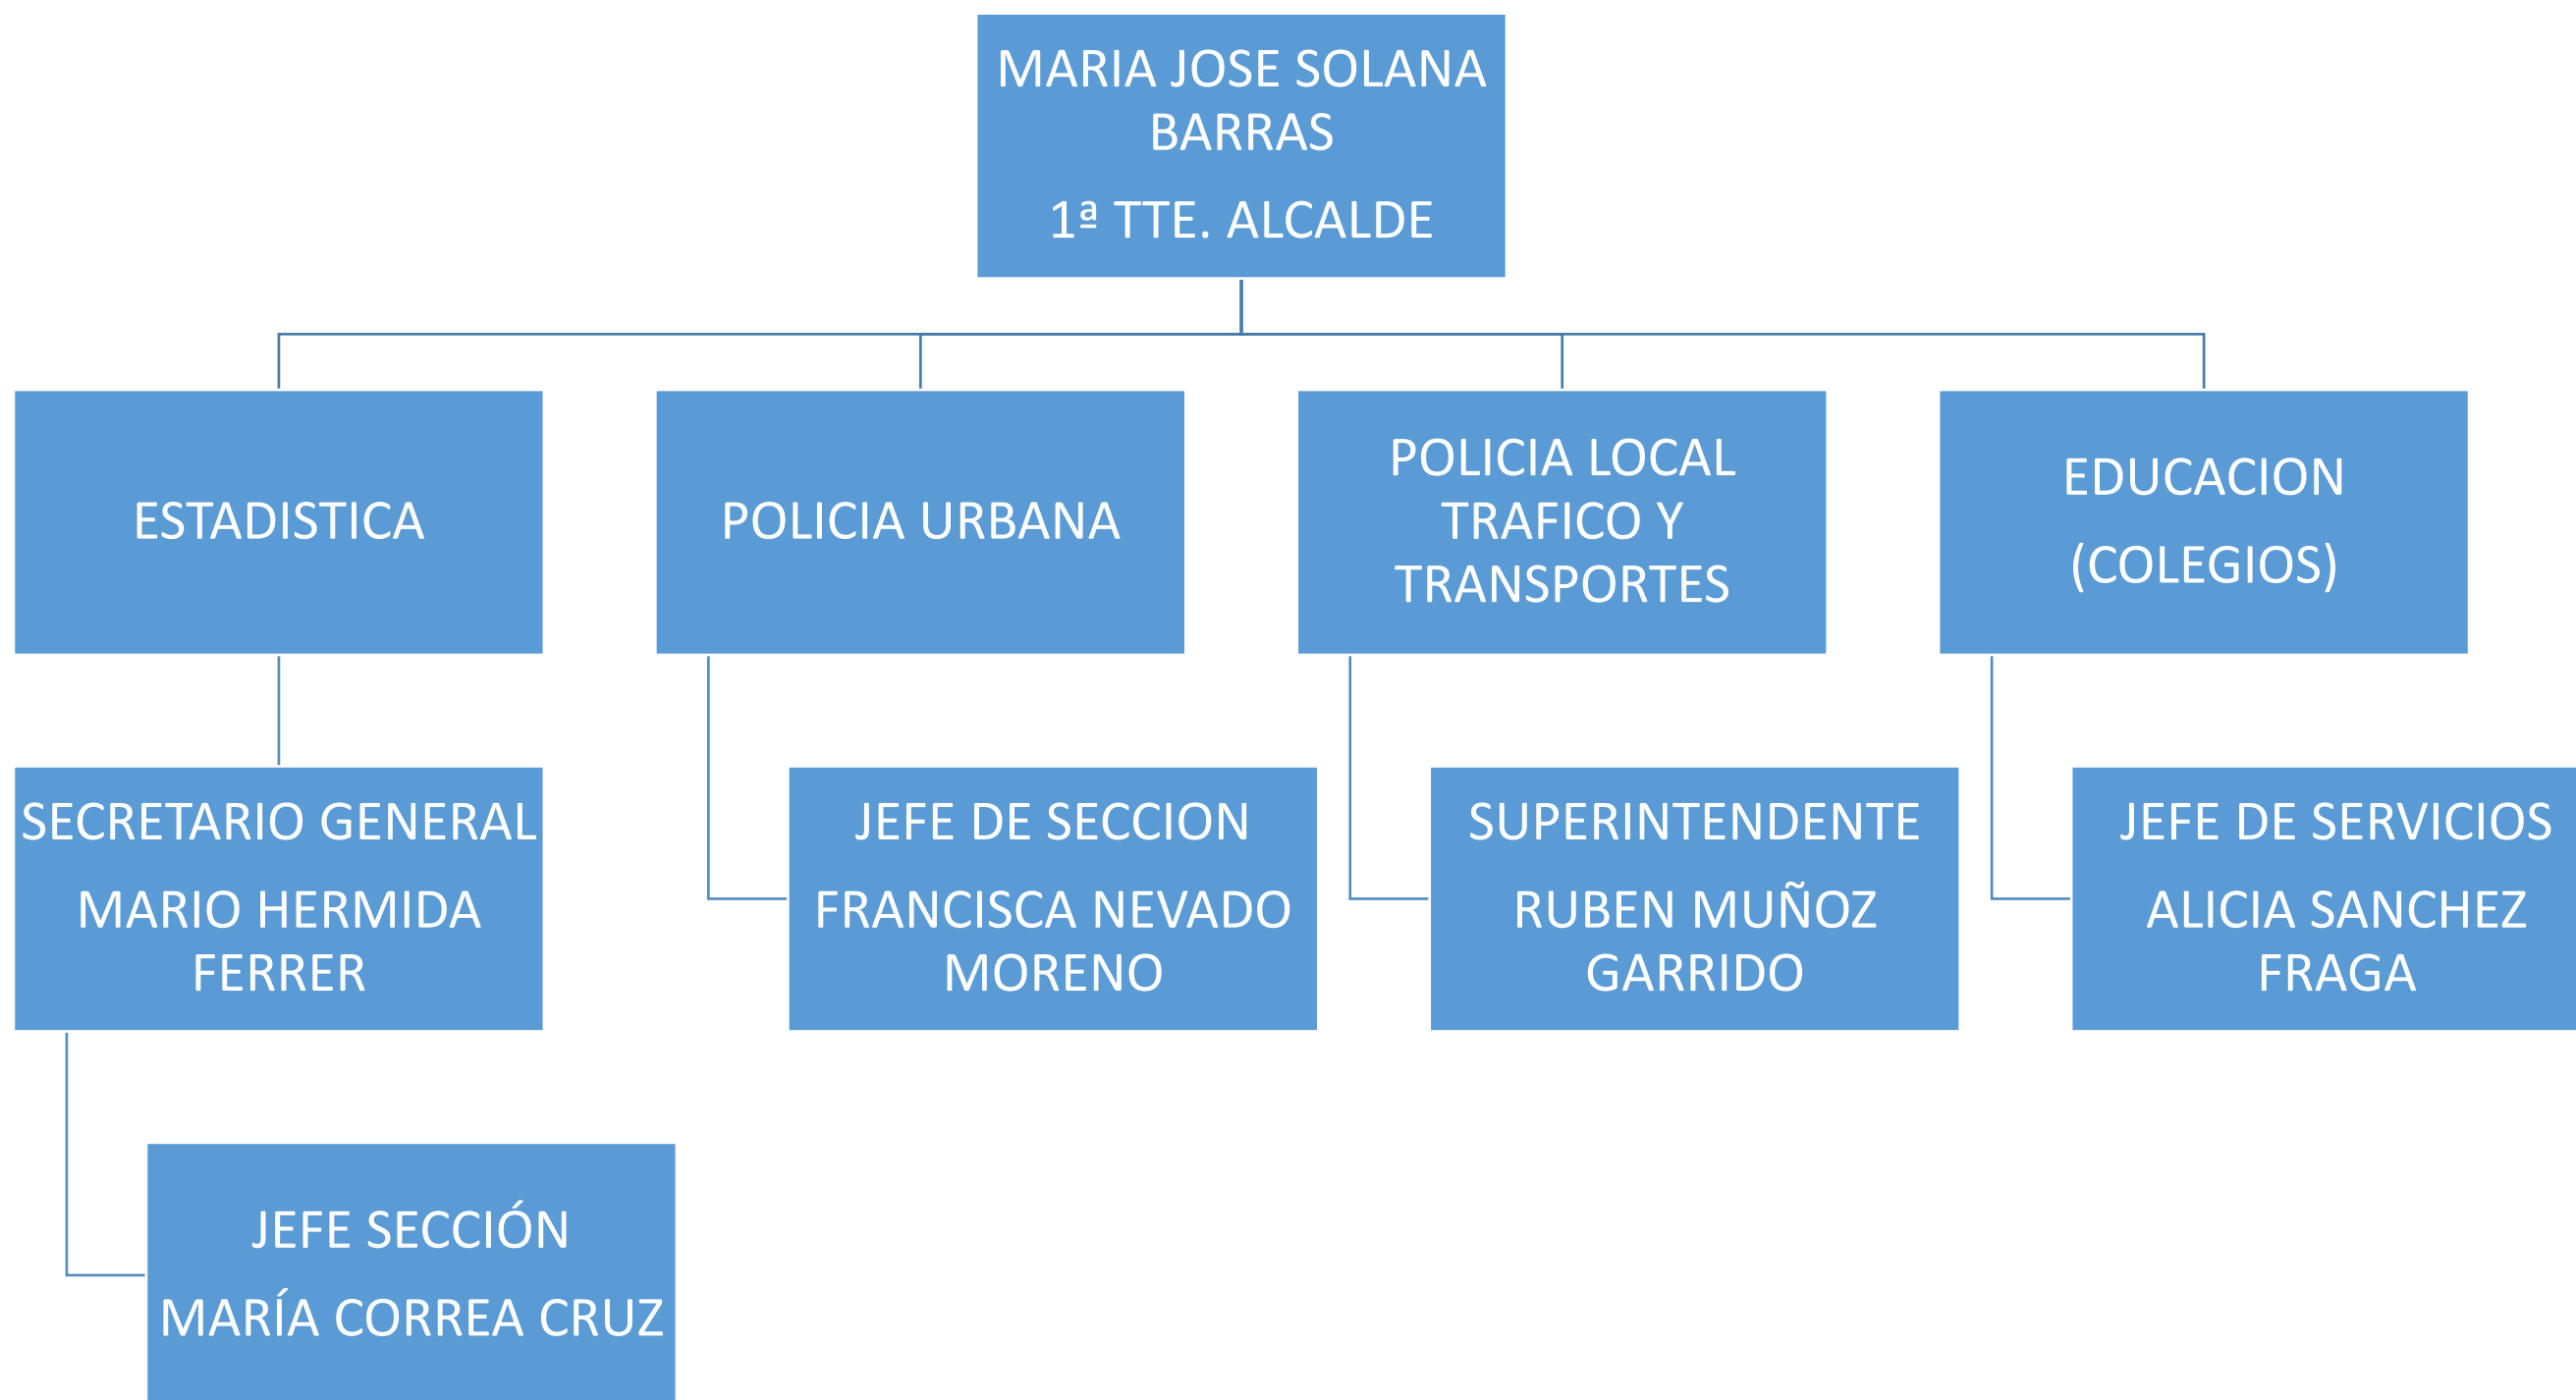 MARIA JOSE SOLANA
BARRAS
1ª TTE. ALCALDE
ESTADISTICA
POLICIA URBANA
POLICIA LOCAL
TRAFICO Y
TRANSPORTES
EDUCACION
(COLEGIOS)
SECRETARIO GENERAL
MARIO HERMIDA
FERRER
JEFE DE SECCION
FRANCISCA NEVADO
MORENO
SUPERINTENDENTE
RUBEN MUÑOZ
GARRIDO
JEFE DE SERVICIOS
ALICIA SANCHEZ
FRAGA
JEFE SECCIÓN
MARÍA CORREA CRUZ